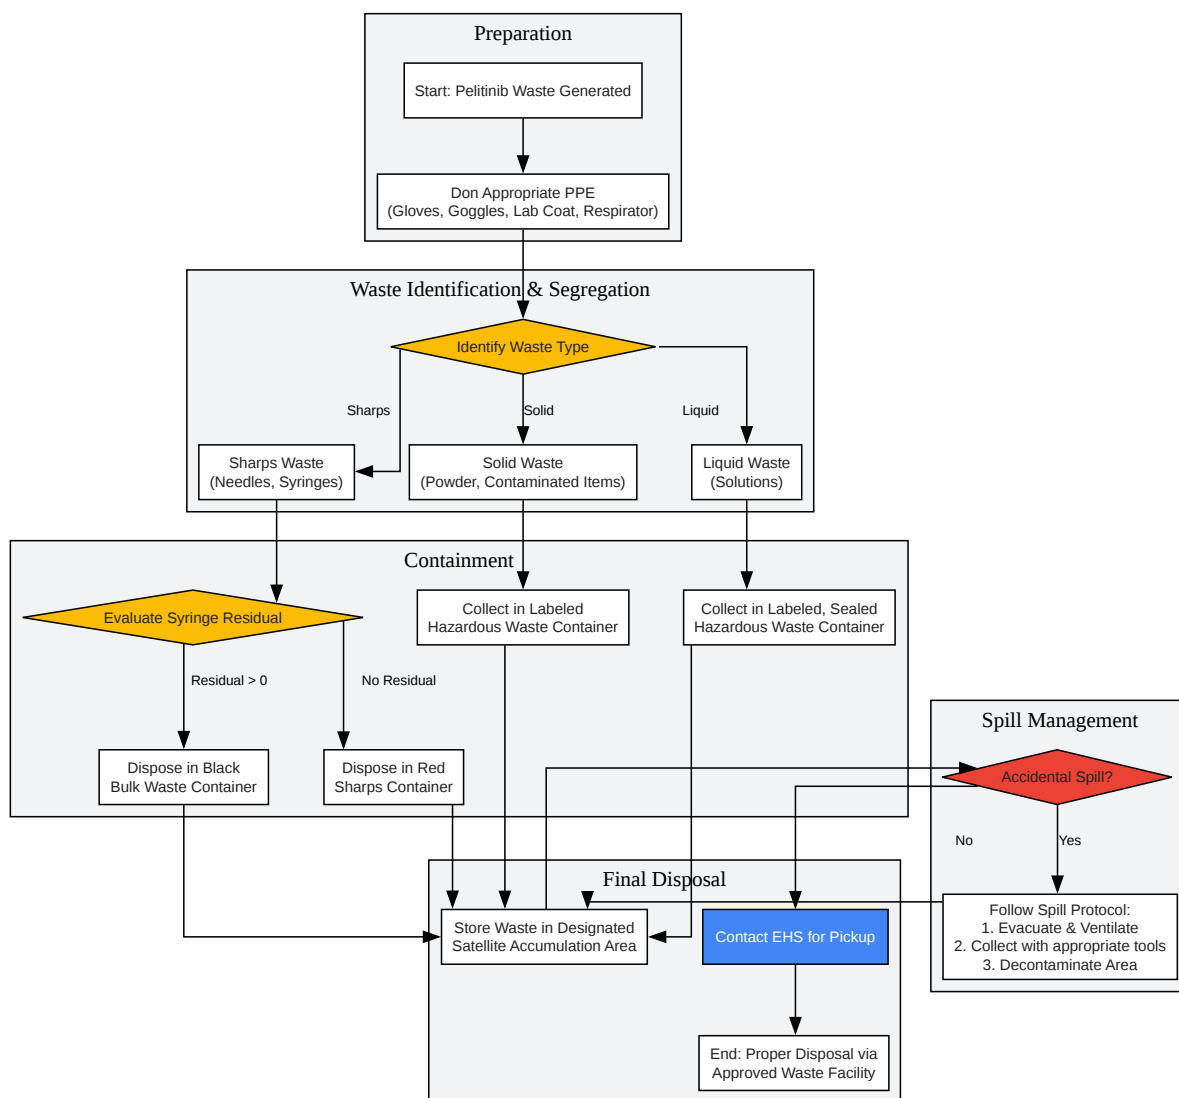 Preparation
Start: Pelitinib Waste Generated
Don Appropriate PPE
(Gloves, Goggles, Lab Coat, Respirator)
Waste Identification & Segregation
Identify Waste Type
Sharps
Solid
Liquid
Sharps Waste
(Needles, Syringes)
Solid Waste
(Powder, Contaminated Items)
Liquid Waste
(Solutions)
Containment
Evaluate Syringe Residual
Collect in Labeled
Hazardous Waste Container
Collect in Labeled, Sealed
Hazardous Waste Container
Residual > 0
No Residual
Dispose in Black
Bulk Waste Container
Dispose in Red
Sharps Container
Spill Management
Accidental Spill?
No
Yes
Follow Spill Protocol:
1. Evacuate & Ventilate
2. Collect with appropriate tools
3. Decontaminate Area
Final Disposal
Store Waste in Designated
Satellite Accumulation Area
Contact EHS for Pickup
End: Proper Disposal via
Approved Waste Facility